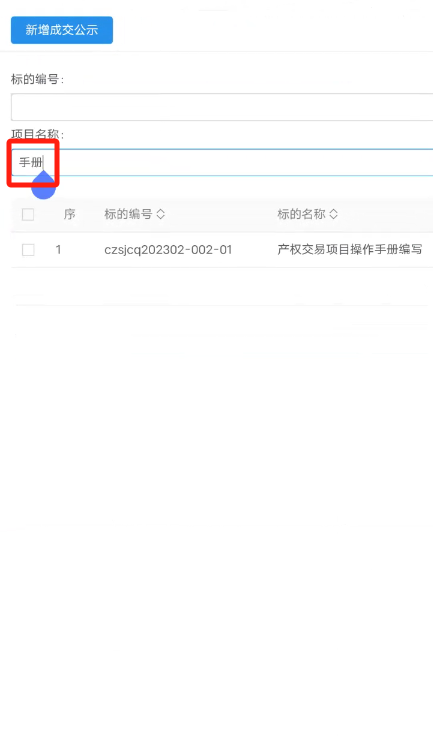 新增成交公示
标的编号:
项目名称:
手册
序 标的编号 标的名称
1 czsjcq202302-002-01 产权交易项目操作手册编写